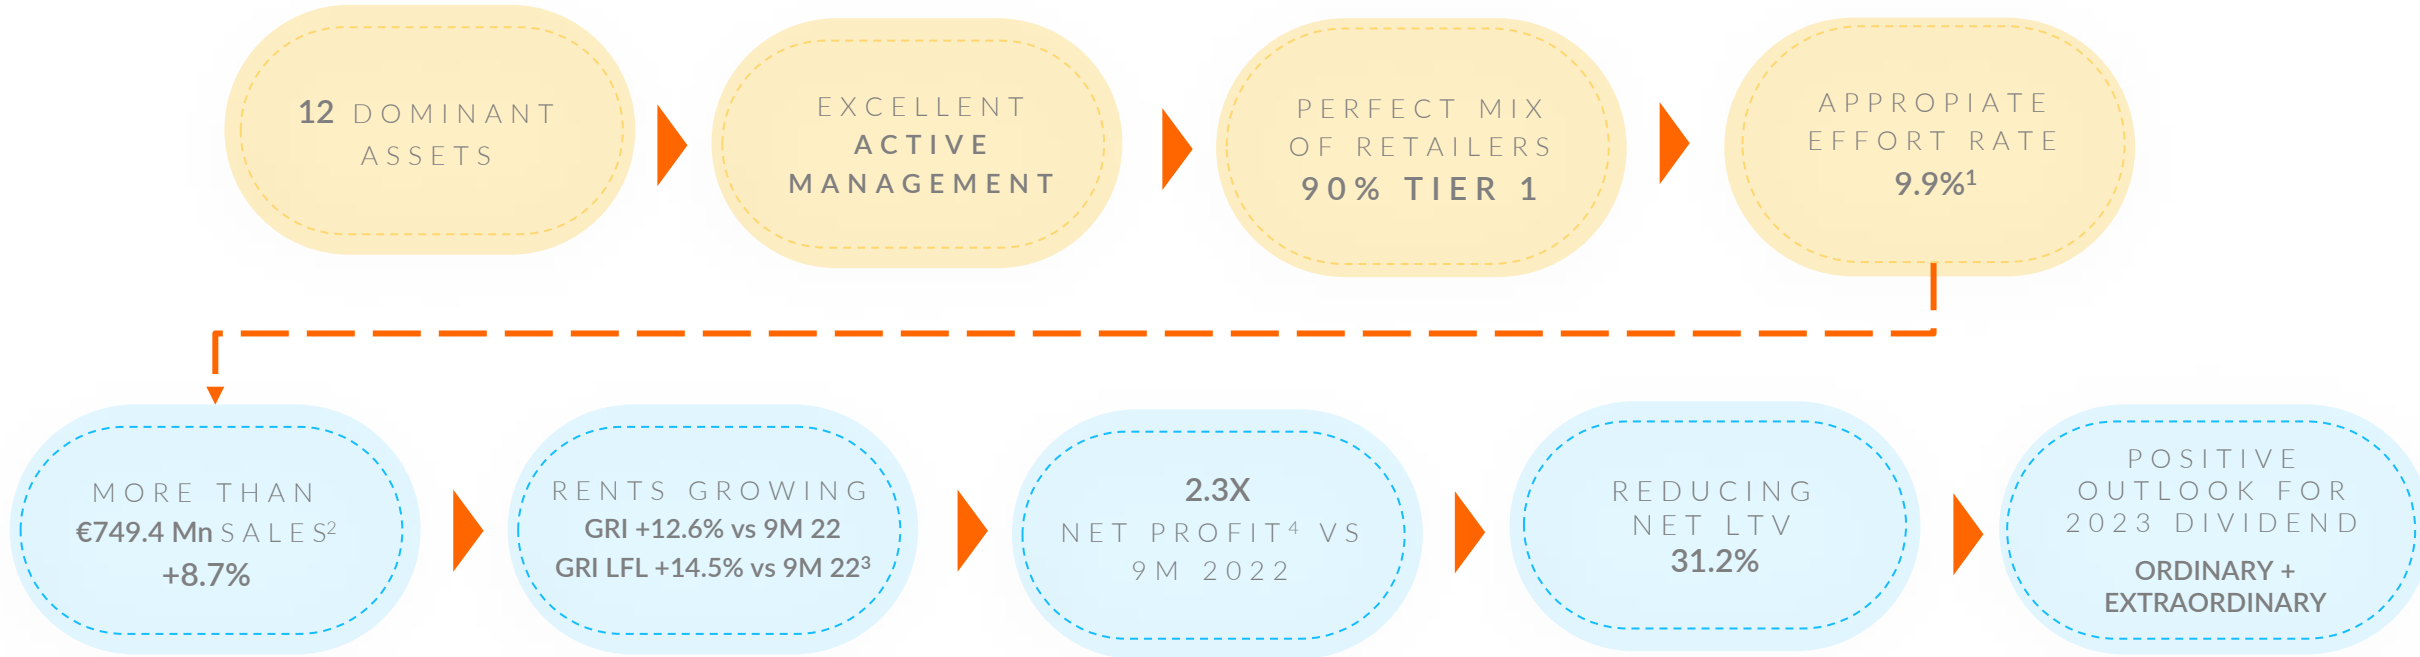 12 DOMINANT
ASSETS
EXCELLENT
ACTIVE
MANAGEMENT
PERFECT MIX
OF RETAILERS
90% TIER 1
APPROPIATE
EFFORT RATE
9.9%¹
MORE THAN
€749.4 Mn SALES²
+8.7%
RENTS GROWING
GRI +12.6% vs 9M 22
GRI LFL +14.5% vs 9M 22³
2.3X
NET PROFIT⁴ VS
9M 2022
REDUCING
NET LTV
31.2%
POSITIVE
OUTLOOK FOR
2023 DIVIDEND
ORDINARY +
EXTRAORDINARY